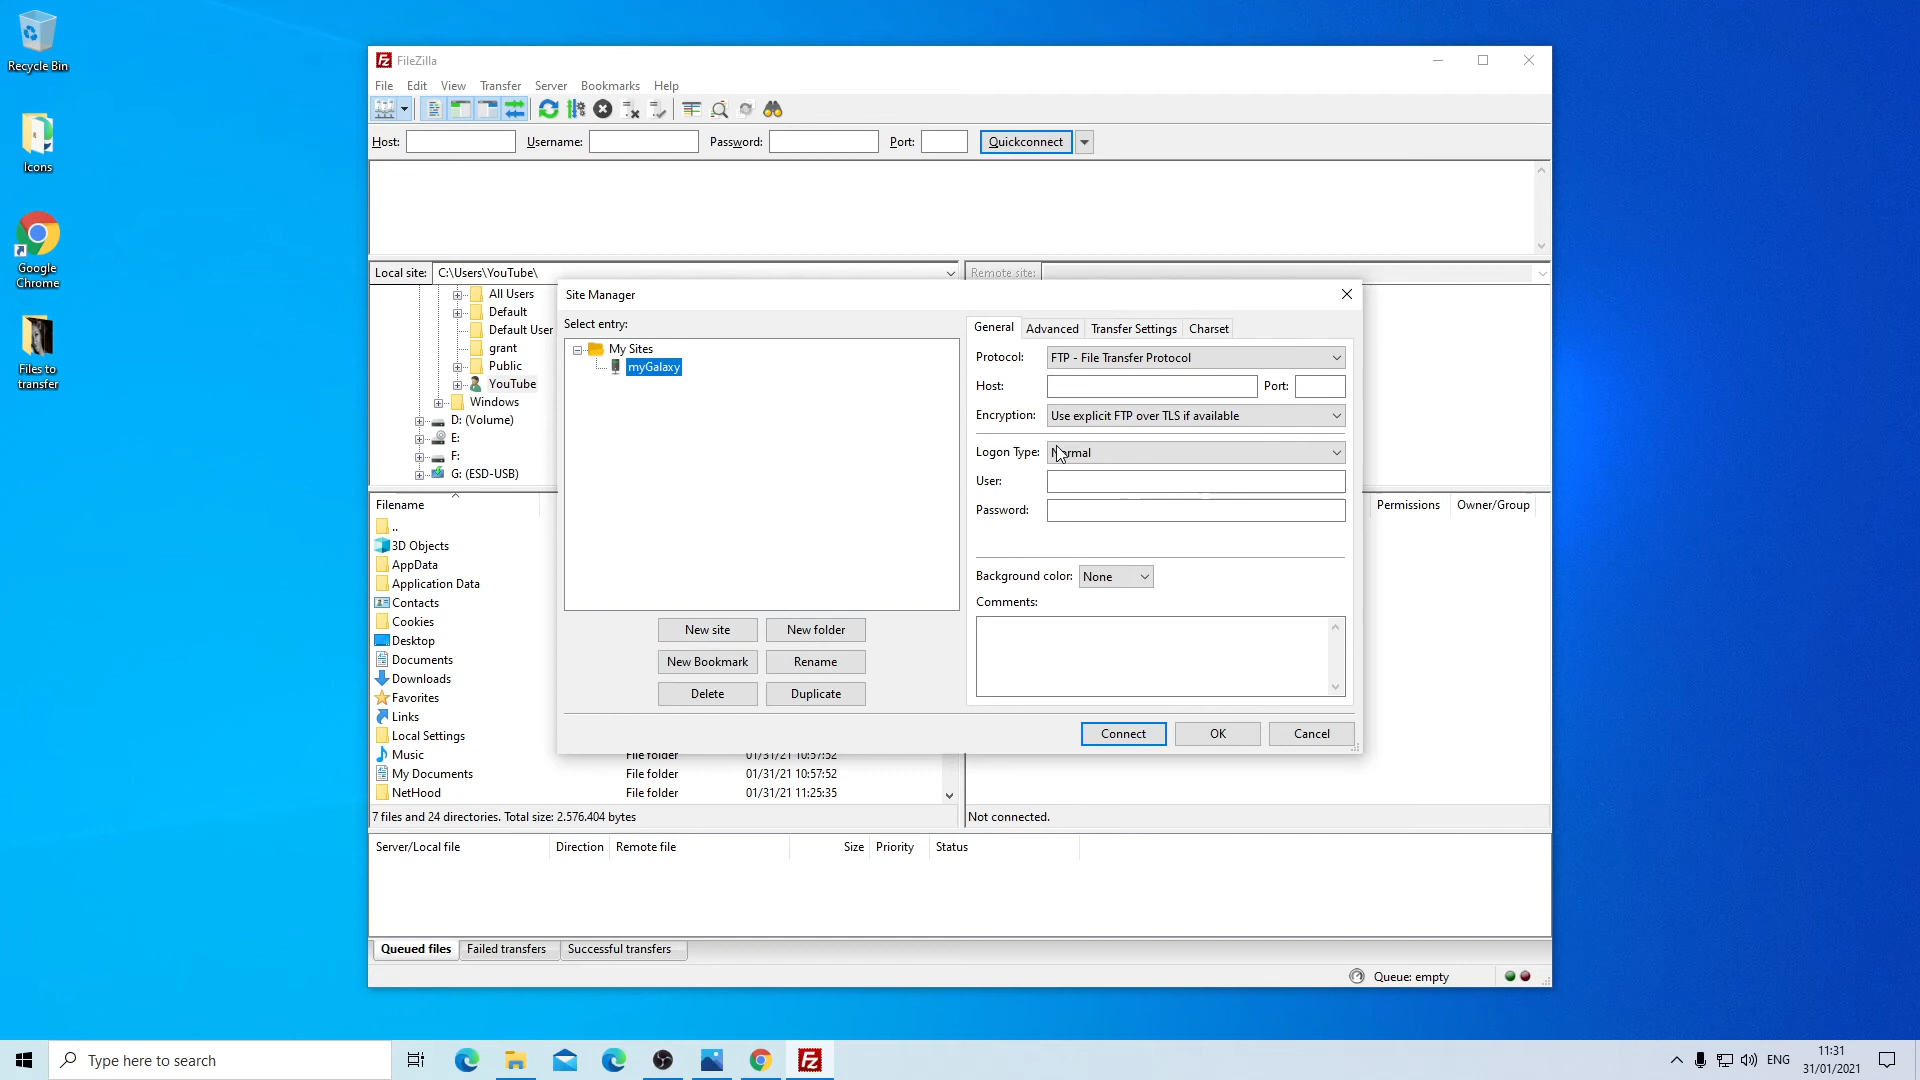 Recycle Bin
Icons
Google
Chrome
Files to
transfer
FileZilla
File Edit View Transfer Server Bookmarks Help
Host: Username: Password: Port: Quickconnect
Local site: C:\Users\YouTube\
Remote site:
All Users
Default
Default User
grant
Public
YouTube
Windows
D: (Volume)
E:
F:
G: (ESD-USB)
Site Manager
Select entry:
My Sites
myGalaxy
New site New folder
New Bookmark Rename
Delete Duplicate
General Advanced Transfer Settings Charset
Protocol: FTP - File Transfer Protocol
Host: Port:
Encryption: Use explicit FTP over TLS if available
Logon Type: Normal
User:
Password:
Background color: None
Comments:
Connect OK Cancel
Filename
..
3D Objects
AppData
Application Data
Contacts
Cookies
Desktop
Documents
Downloads
Favorites
Links
Local Settings
Music File folder 01/31/21 10:57:52
My Documents File folder 01/31/21 10:57:52
NetHood File folder 01/31/21 11:25:35
7 files and 24 directories. Total size: 2.576.404 bytes
Permissions Owner/Group
Not connected.
Server/Local file Direction Remote file Size Priority Status
Queued files Failed transfers Successful transfers
Queue: empty
Type here to search
ENG
11:31
31/01/2021